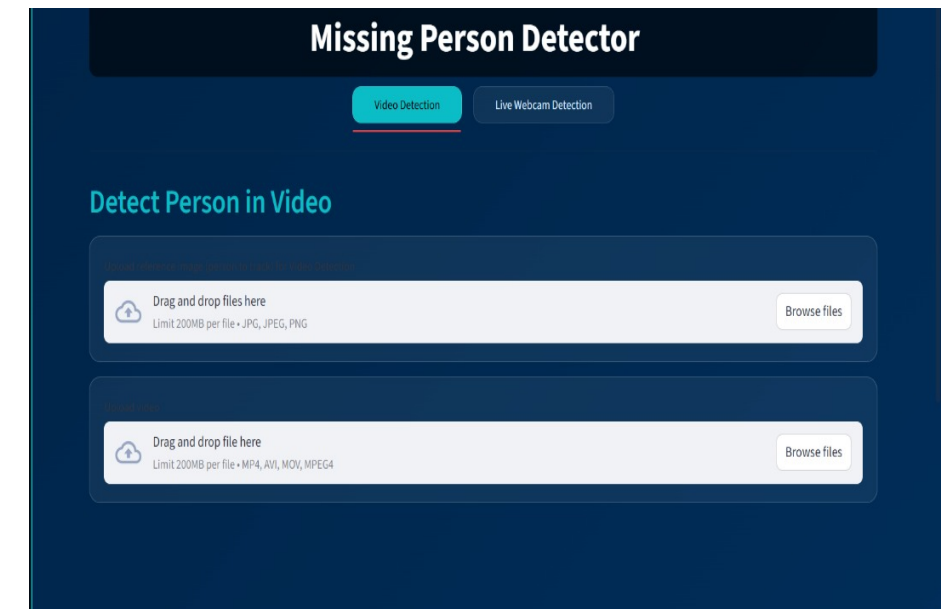 Missing Person Detector
Video Detection
Live Webcam Detection
Detect Person in Video
Drag and drop files here
Limit 200MB per file • JPG, JPEG, PNG
Browse files
Drag and drop file here
Limit 200MB per file • MP4, AVI, MOV, MPEG4
Browse files